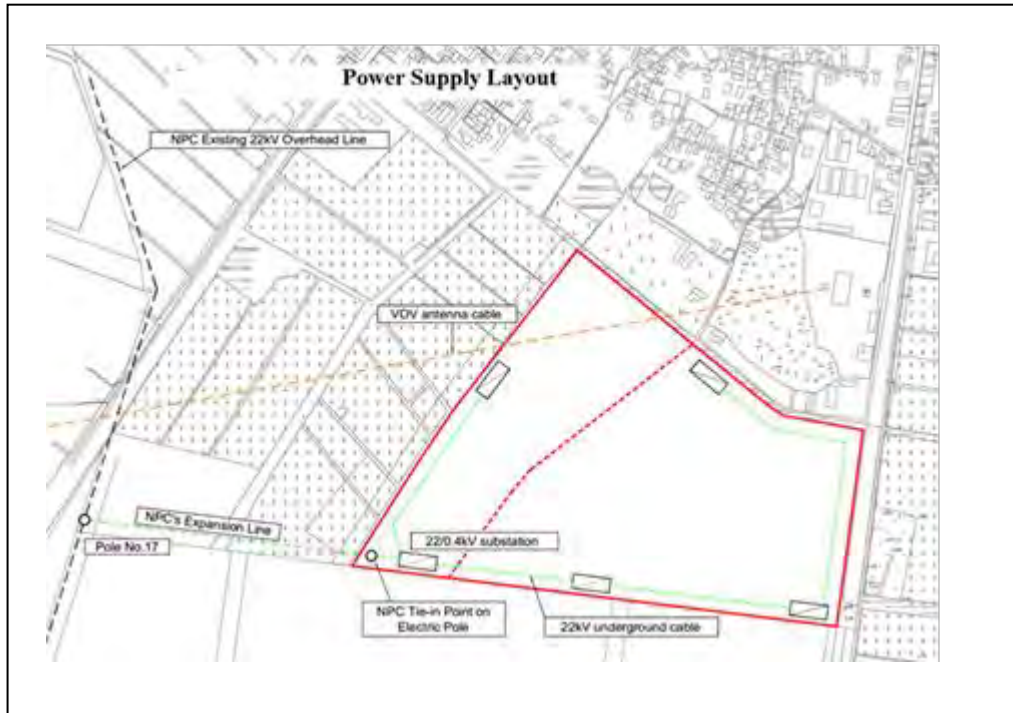 Power Supply Layout
NPC Existing 22kV Overhead Line
VOV antenna cable
NPC's Expansion Line
22/0.4kV substation
Pole No.17
NPC Tie-in Point on
Electric Pole
22kV underground cable